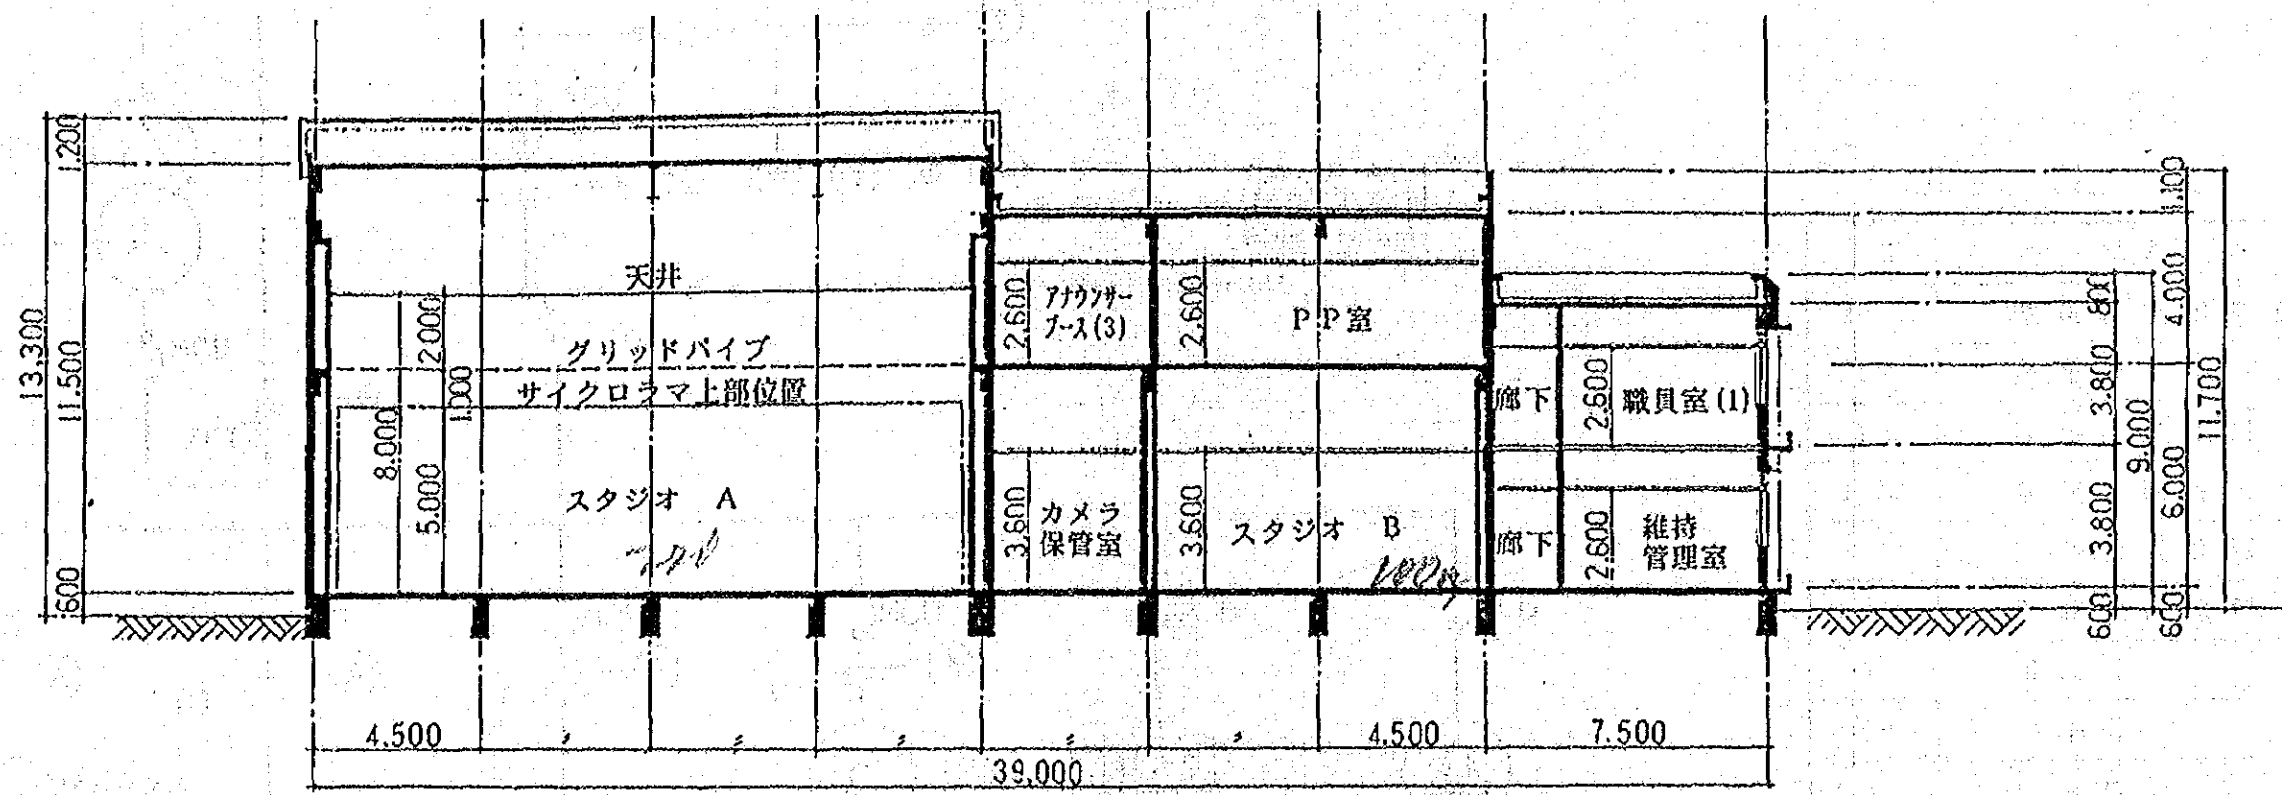 1.200
13.300
11.500
600
天井
2.000
グリッドパイプ
サイクロラマ上部位置
1.000
8.000
5.000
スタジオ A
2.600
アナウンサー
ブース(3)
2.600
PP室
3.600
カメラ
保管室
3.600
スタジオ B
廊下
2.600
職員室(1)
廊下
2.600
維持
管理室
1.100
800
4.000
3.800
9.000
11.700
3.800
6.000
600
600
4.500
〃
〃
〃
〃
〃
4.500
7.500
39.000